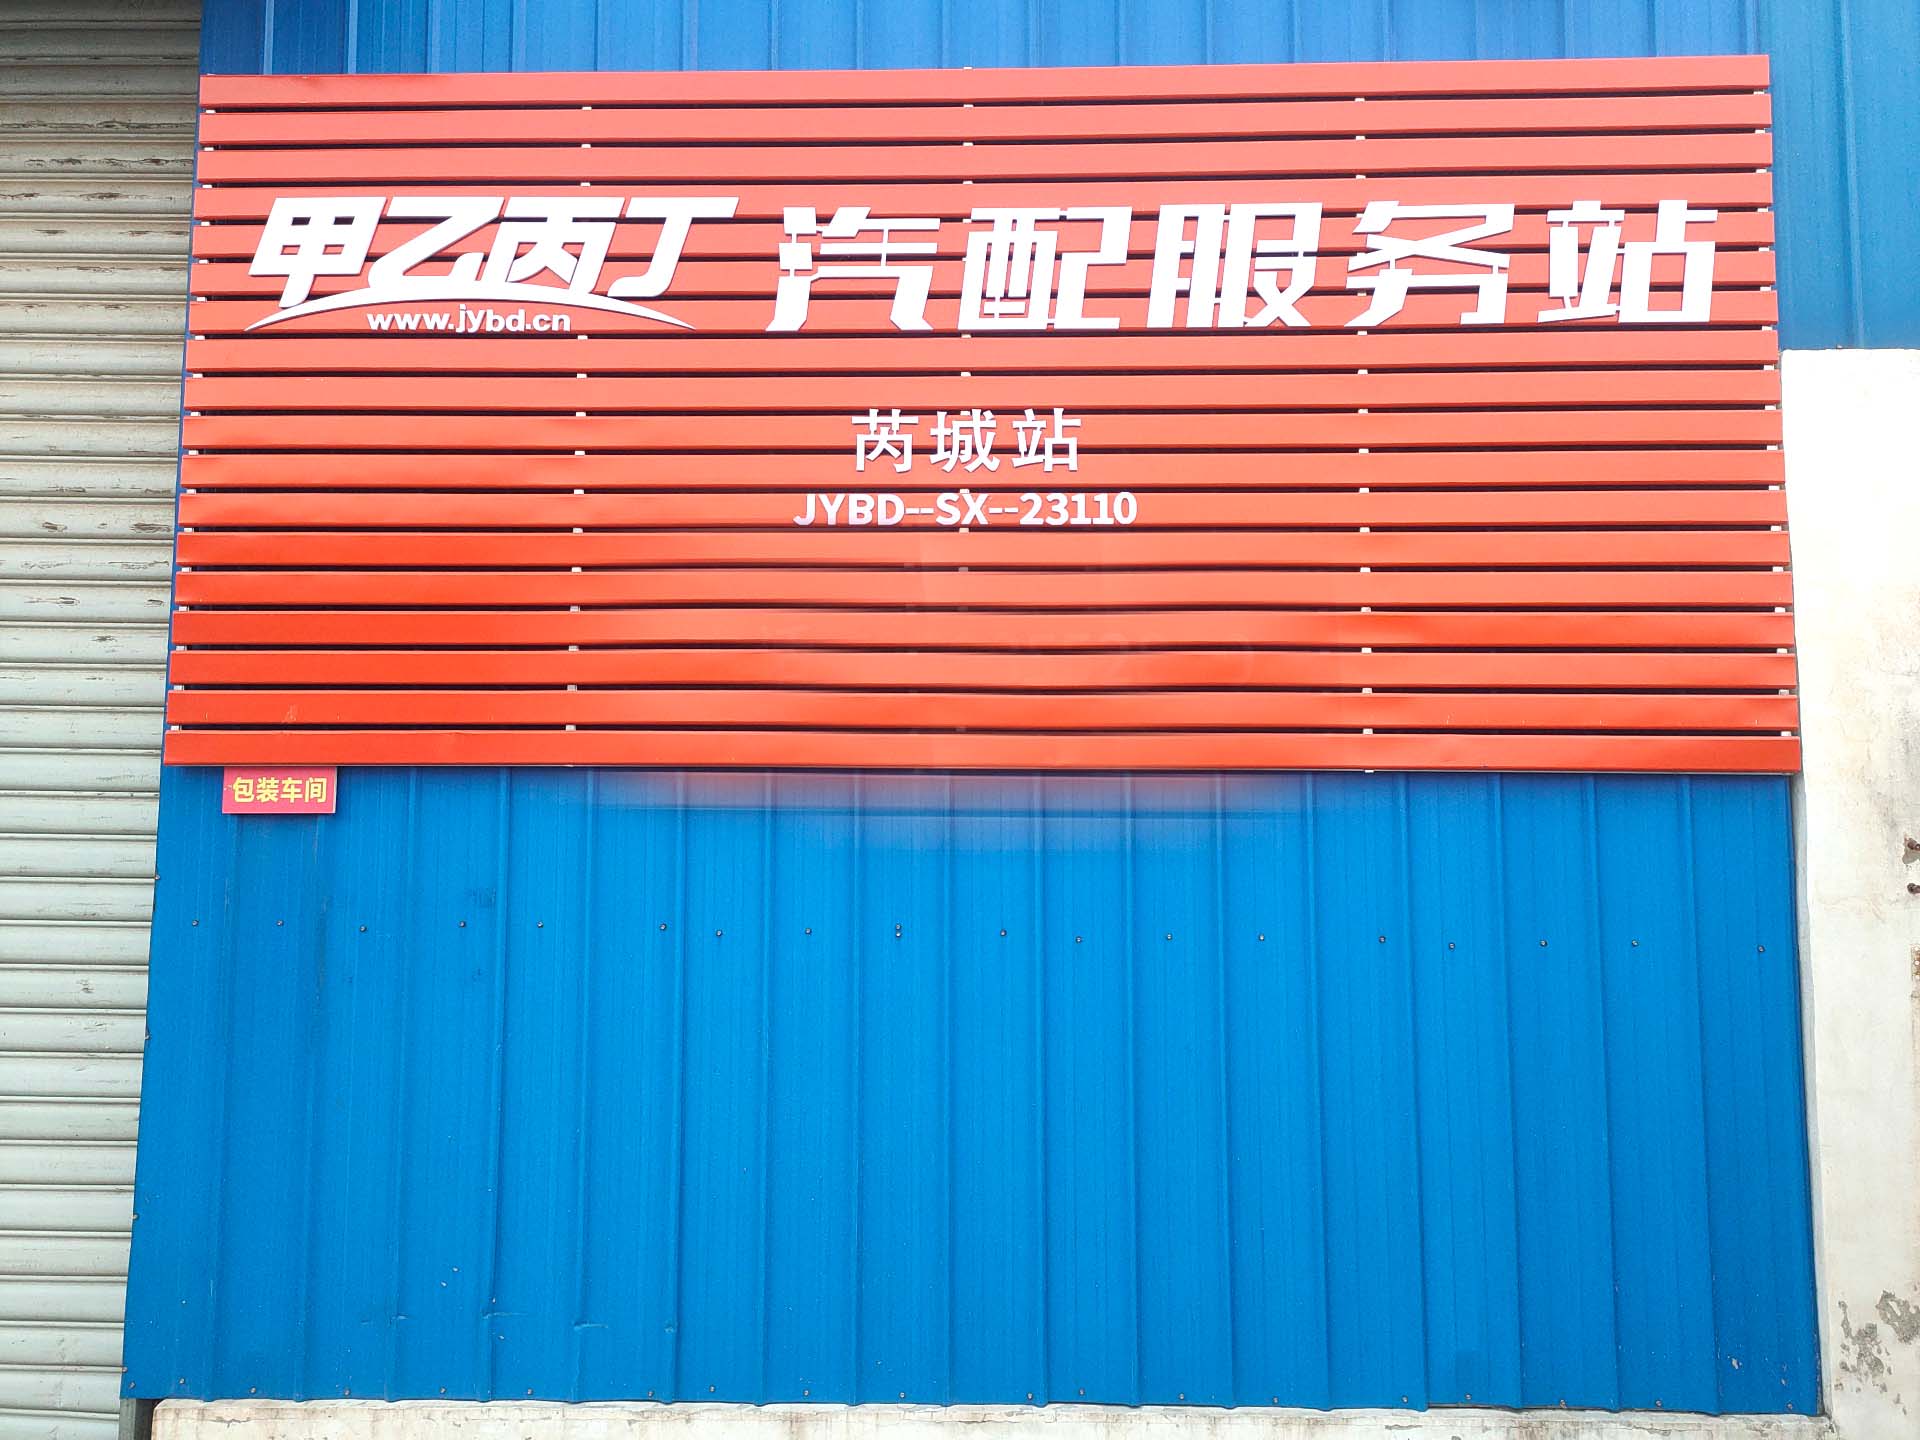 甲乙丙丁 汽配服务站
www.jybd.cn
芮城站
JYBD--SX--23110
包装车间